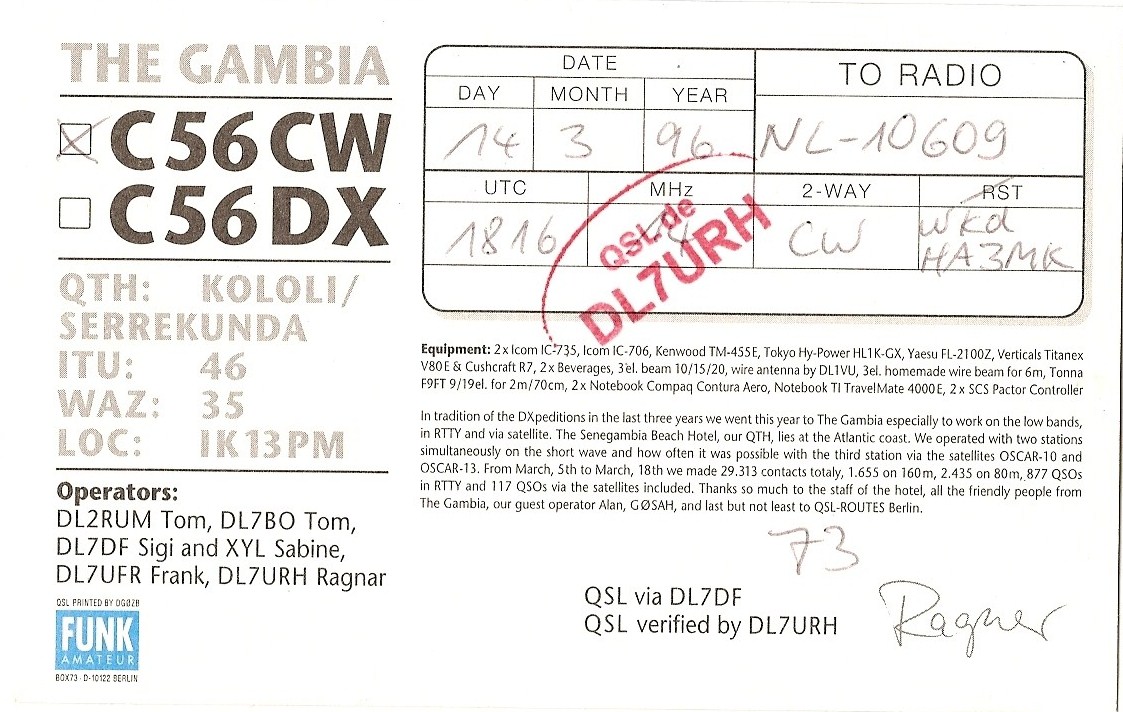 THE GAMBIA
C56CW
C56DX
QTH: KOLOLI/
SERREKUNDA
ITU: 46
WAZ: 35
LOC: IK13PM
Operators:
DL2RUM Tom, DL7BO Tom,
DL7DF Sigi and XYL Sabine,
DL7UFR Frank, DL7URH Ragnar
QSL PRINTED BY DGØZB
FUNK
AMATEUR
BOX73 · D-10122 BERLIN
DATE
TO RADIO
DAY MONTH YEAR
14 3 96 NL-10609
UTC MHz 2-WAY RST
1816 14 CW wkd
HA3MK
QSL.de
DL7URH
Equipment: 2x Icom IC-735, Icom IC-706, Kenwood TM-455E, Tokyo Hy-Power HL1K-GX, Yaesu FL-2100Z, Verticals Titanex
V80E & Cushcraft R7, 2x Beverages, 3el. beam 10/15/20, wire antenna by DL1VU, 3el. homemade wire beam for 6m, Tonna
F9FT 9/19el. for 2m/70cm, 2x Notebook Compaq Contura Aero, Notebook TI TravelMate 4000E, 2x SCS Pactor Controller
In tradition of the DXpeditions in the last three years we went this year to The Gambia especially to work on the low bands,
in RTTY and via satellite. The Senegambia Beach Hotel, our QTH, lies at the Atlantic coast. We operated with two stations
simultaneously on the short wave and how often it was possible with the third station via the satellites OSCAR-10 and
OSCAR-13. From March, 5th to March, 18th we made 29.313 contacts totaly, 1.655 on 160m, 2.435 on 80m, 877 QSOs
in RTTY and 117 QSOs via the satellites included. Thanks so much to the staff of the hotel, all the friendly people from
The Gambia, our guest operator Alan, GØSAH, and last but not least to QSL-ROUTES Berlin.
73
QSL via DL7DF
QSL verified by DL7URH
Ragnar